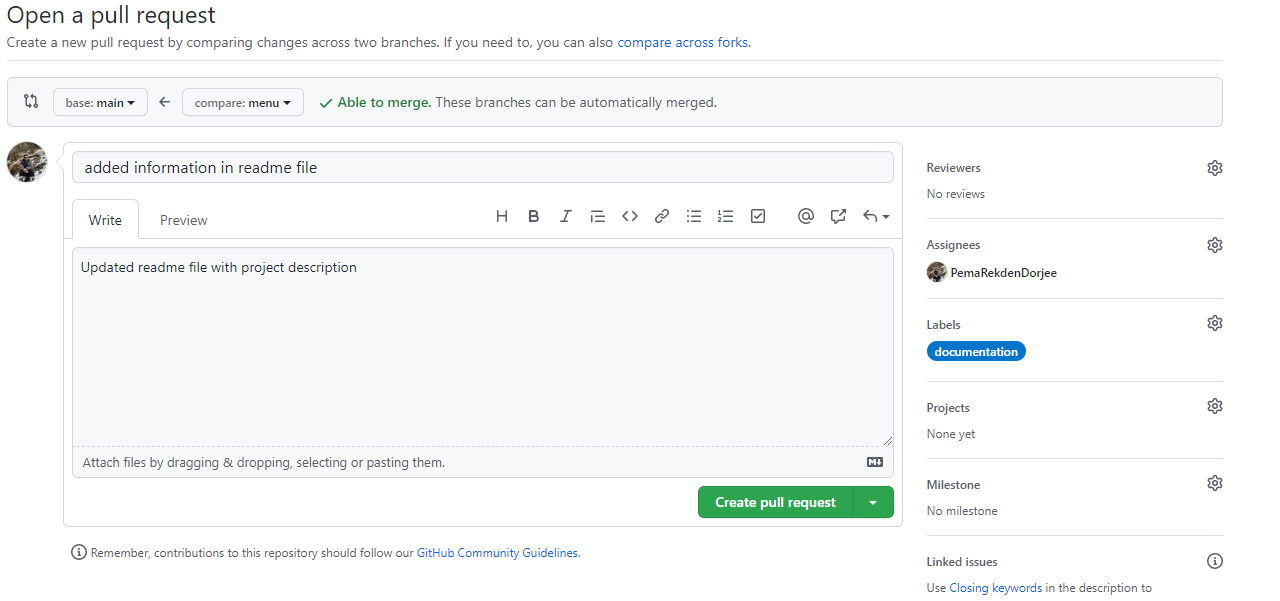 Open a pull request
Create a new pull request by comparing changes across two branches. If you need to, you can also compare across forks.
base: main
compare: menu
Able to merge. These branches can be automatically merged.
added information in readme file
Write
Preview
Updated readme file with project description
Attach files by dragging & dropping, selecting or pasting them.
Create pull request
Remember, contributions to this repository should follow our GitHub Community Guidelines.
Reviewers
No reviews
Assignees
PemaRekdenDorjee
Labels
documentation
Projects
None yet
Milestone
No milestone
Linked issues
Use Closing keywords in the description to